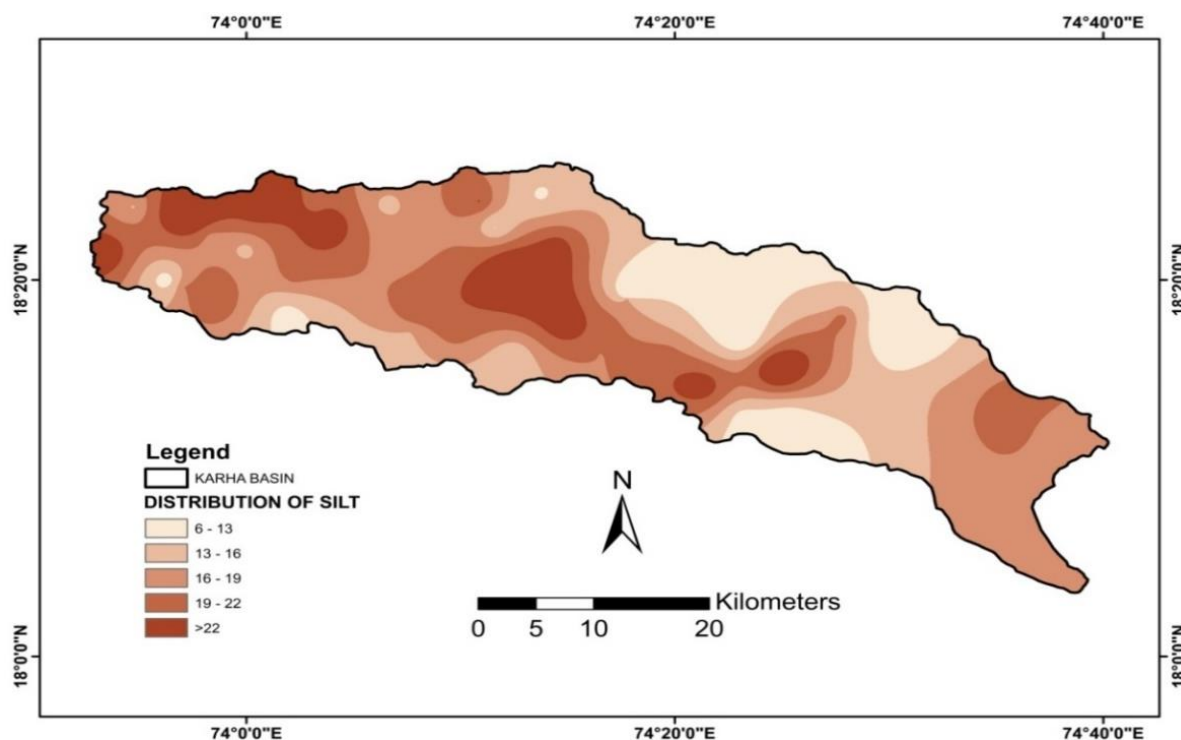 74°0'0"E 74°20'0"E 74°40'0"E
18°20'0"N 18°20'0"N
Legend
KARHA BASIN
DISTRIBUTION OF SILT
6 - 13
13 - 16
16 - 19
19 - 22
>22
N
Kilometers
0 5 10 20
18°0'0"N 18°0'0"N
74°0'0"E 74°20'0"E 74°40'0"E